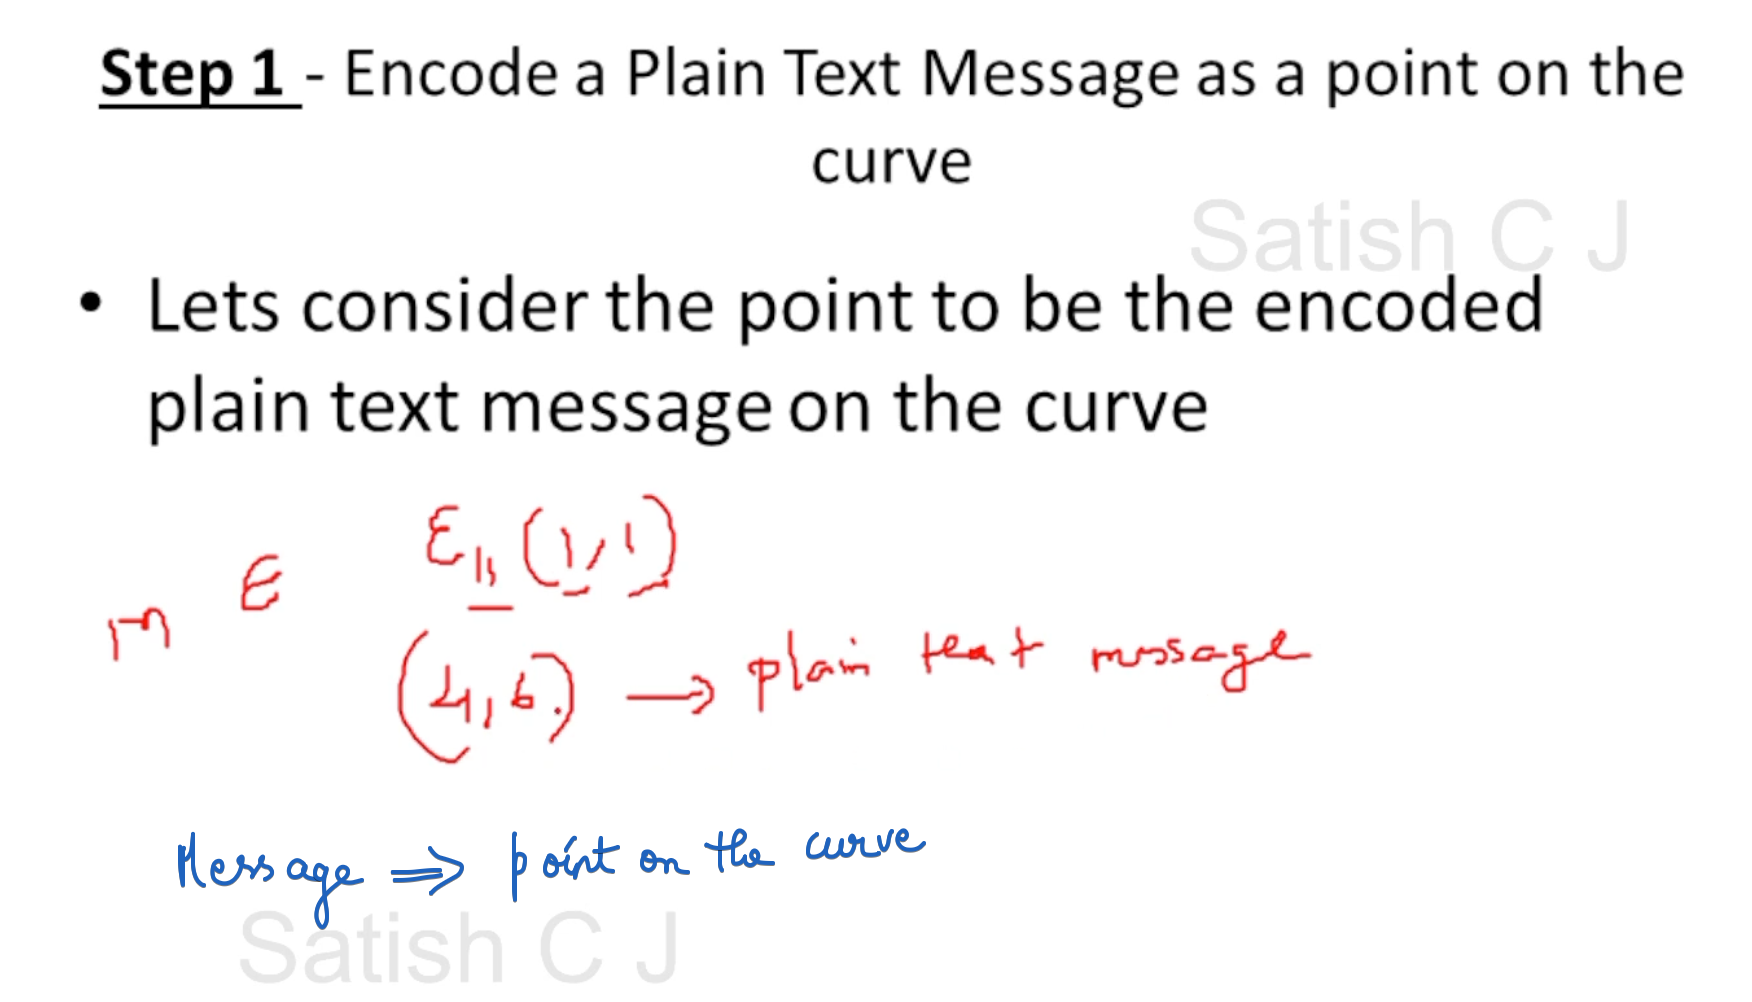 Step 1 - Encode a Plain Text Message as a point on the
curve
Satish C J
• Lets consider the point to be the encoded
plain text message on the curve
E11 (1,1)
m E
(4,6) → plain text message
Message ⇒ point on the curve
Satish C J